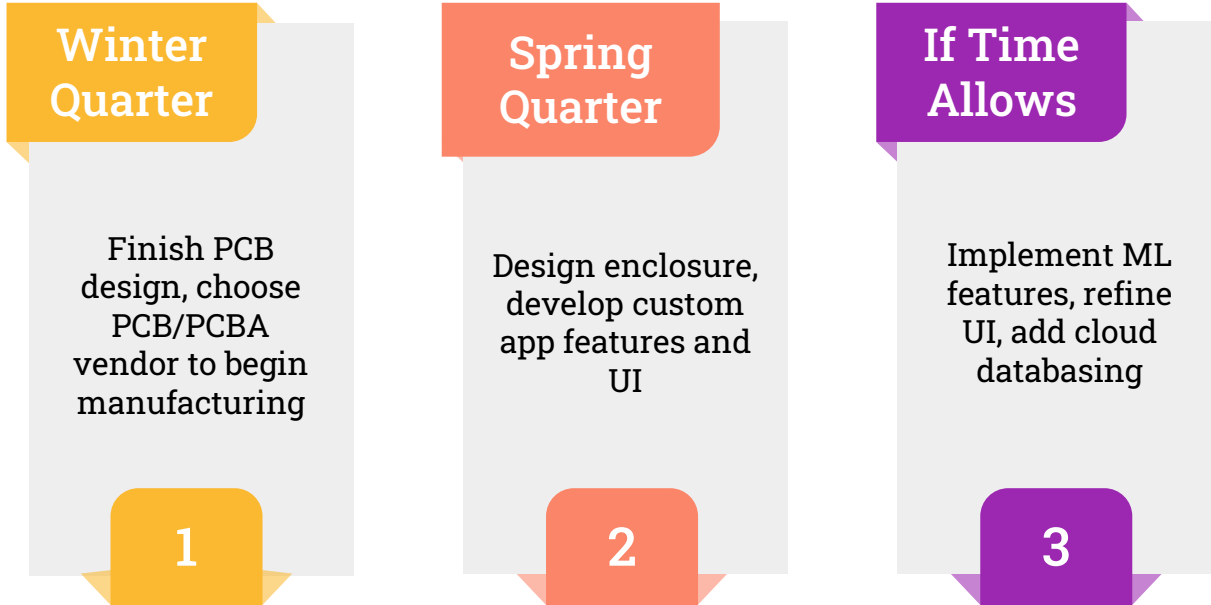 Winter
Quarter
Finish PCB
design, choose
PCB/PCBA
vendor to begin
manufacturing
1
Spring
Quarter
Design enclosure,
develop custom
app features and
UI
2
If Time
Allows
Implement ML
features, refine
UI, add cloud
databasing
3